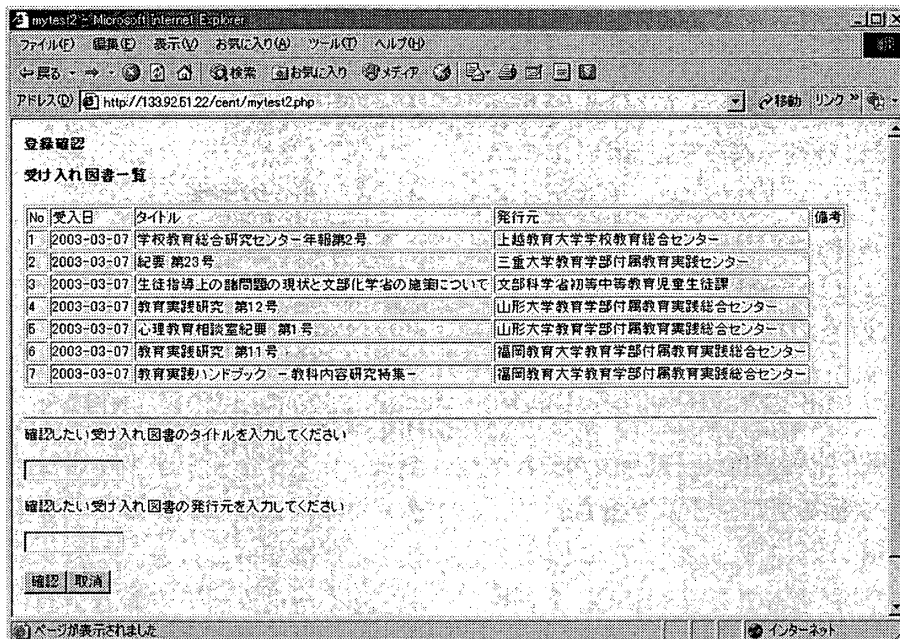 mytest2 - Microsoft Internet Explorer
ファイル(F) 編集(E) 表示(V) お気に入り(A) ツール(T) ヘルプ(H)
戻る 検索 お気に入り メディア
アドレス(D) http://133.92.51.22/cent/mytest2.php 移動 リンク »
登録確認
受け入れ図書一覧
No 受入日 タイトル 発行元 備考
1 2003-03-07 学校教育総合研究センター年報第2号 上越教育大学学校教育総合センター
2 2003-03-07 紀要 第23号 三重大学教育学部付属教育実践センター
3 2003-03-07 生徒指導上の諸問題の現状と文部化学省の施策について 文部科学省初等中等教育児童生徒課
4 2003-03-07 教育実践研究 第12号 山形大学教育学部付属教育実践総合センター
5 2003-03-07 心理教育相談室紀要 第1号 山形大学教育学部付属教育実践総合センター
6 2003-03-07 教育実践研究 第11号 福岡教育大学教育学部付属教育実践総合センター
7 2003-03-07 教育実践ハンドブック －教科内容研究特集－ 福岡教育大学教育学部付属教育実践総合センター
確認したい受け入れ図書のタイトルを入力してください
確認したい受け入れ図書の発行元を入力してください
確認 取消
ページが表示されました インターネット